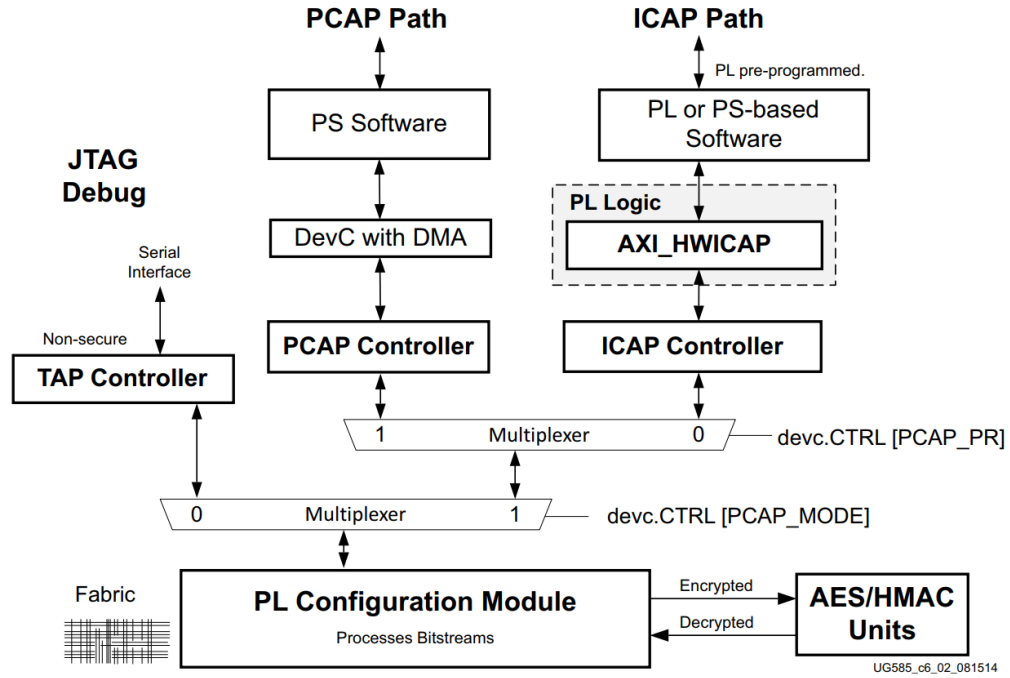 PCAP Path
ICAP Path
PL pre-programmed.
PS Software
PL or PS-based
Software
JTAG
Debug
PL Logic
DevC with DMA
AXI_HWICAP
Serial
Interface
Non-secure
PCAP Controller
ICAP Controller
TAP Controller
1
Multiplexer
0
devc.CTRL [PCAP_PR]
0
Multiplexer
1
devc.CTRL [PCAP_MODE]
Fabric
PL Configuration Module
Processes Bitstreams
Encrypted
Decrypted
AES/HMAC
Units
UG585_c6_02_081514